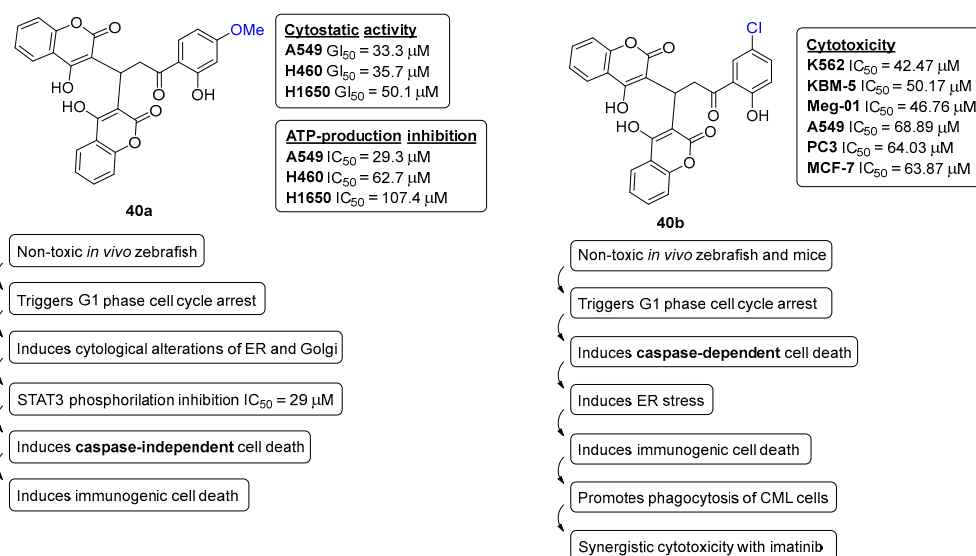 O
O
OMe
HO
O
OH
HO
O
O
40a
Cytostatic activity
A549 GI50 = 33.3 μM
H460 GI50 = 35.7 μM
H1650 GI50 = 50.1 μM
ATP-production inhibition
A549 IC50 = 29.3 μM
H460 IC50 = 62.7 μM
H1650 IC50 = 107.4 μM
Non-toxic in vivo zebrafish
Triggers G1 phase cell cycle arrest
Induces cytological alterations of ER and Golgi
STAT3 phosphorilation inhibition IC50 = 29 μM
Induces caspase-independent cell death
Induces immunogenic cell death
Cl
O
O
HO
O
OH
HO
O
O
40b
Cytotoxicity
K562 IC50 = 42.47 μM
KBM-5 IC50 = 50.17 μM
Meg-01 IC50 = 46.76 μM
A549 IC50 = 68.89 μM
PC3 IC50 = 64.03 μM
MCF-7 IC50 = 63.87 μM
Non-toxic in vivo zebrafish and mice
Triggers G1 phase cell cycle arrest
Induces caspase-dependent cell death
Induces ER stress
Induces immunogenic cell death
Promotes phagocytosis of CML cells
Synergistic cytotoxicity with imatinib